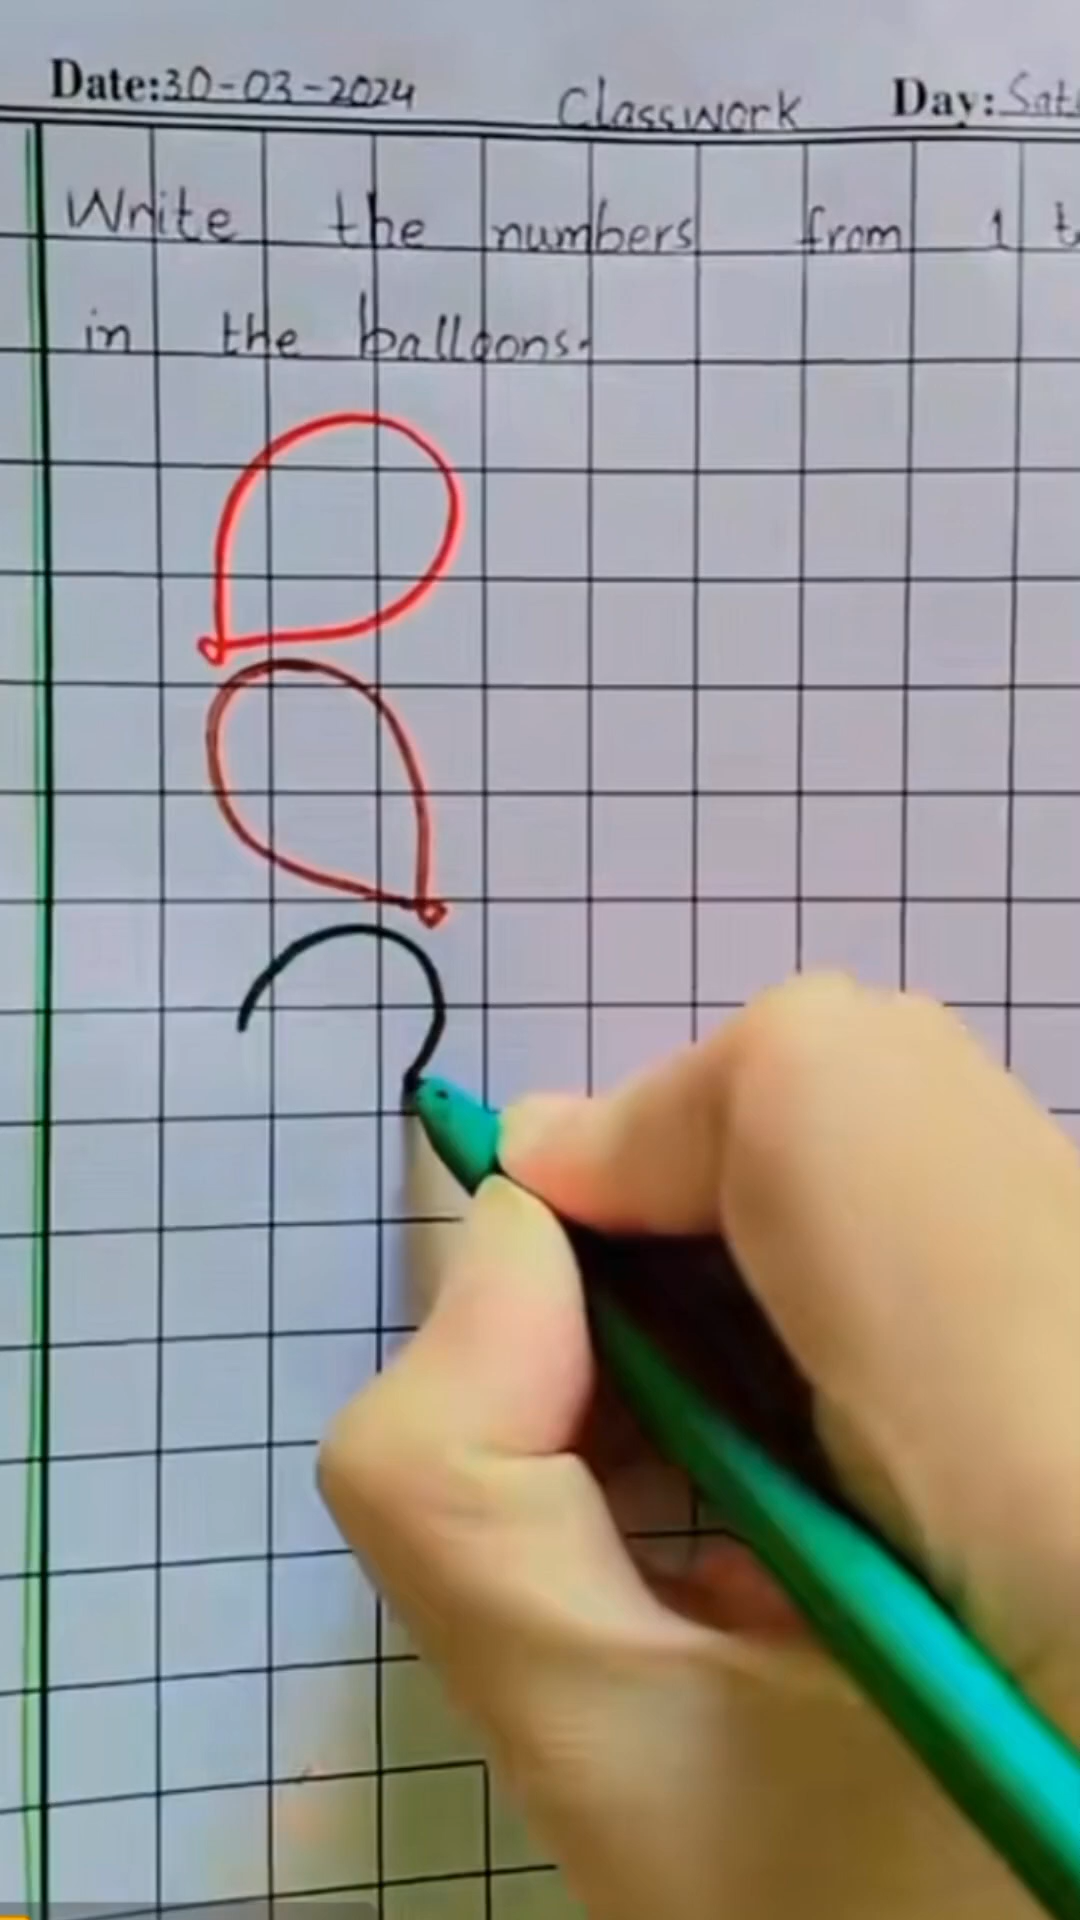 Date:30-03-2024 Classwork Day:
Write the numbers from 1
in the balloons.